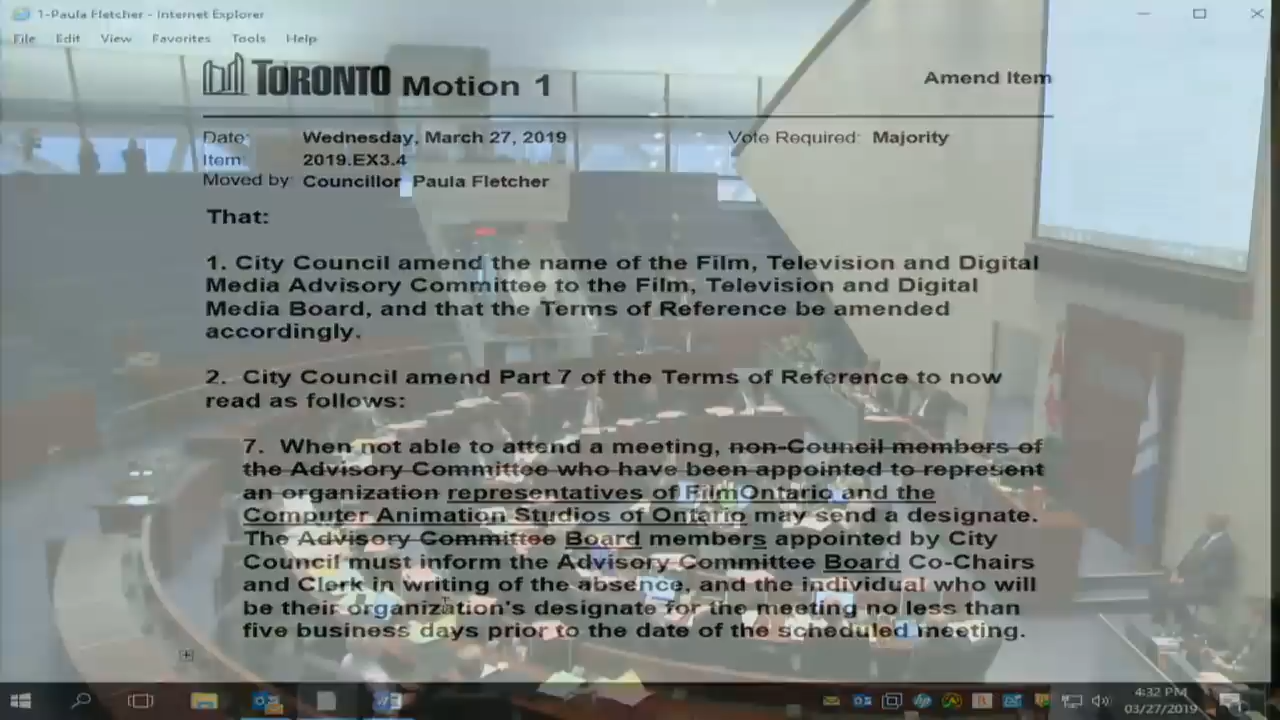 1-Paula Fletcher - Internet Explorer
File Edit View Favorites Tools Help
TORONTO Motion 1
Amend Item
Date: Wednesday, March 27, 2019
Vote Required: Majority
Item 2019.EX3.4
Moved by: Councillor Paula Fletcher
That:
1. City Council amend the name of the Film, Television and Digital
Media Advisory Committee to the Film, Television and Digital
Media Board, and that the Terms of Reference be amended
accordingly.
2. City Council amend Part 7 of the Terms of Reference to now
read as follows:
7. When not able to attend a meeting, non-Council members of
the Advisory Committee who have been appointed to represent
an organization representatives of FilmOntario and the
Computer Animation Studios of Ontario may send a designate.
The Advisory Committee Board members appointed by City
Council must inform the Advisory Committee Board Co-Chairs
and Clerk in writing of the absence, and the individual who will
be their organization's designate for the meeting no less than
five business days prior to the date of the scheduled meeting.
4:32 PM
03/27/2019